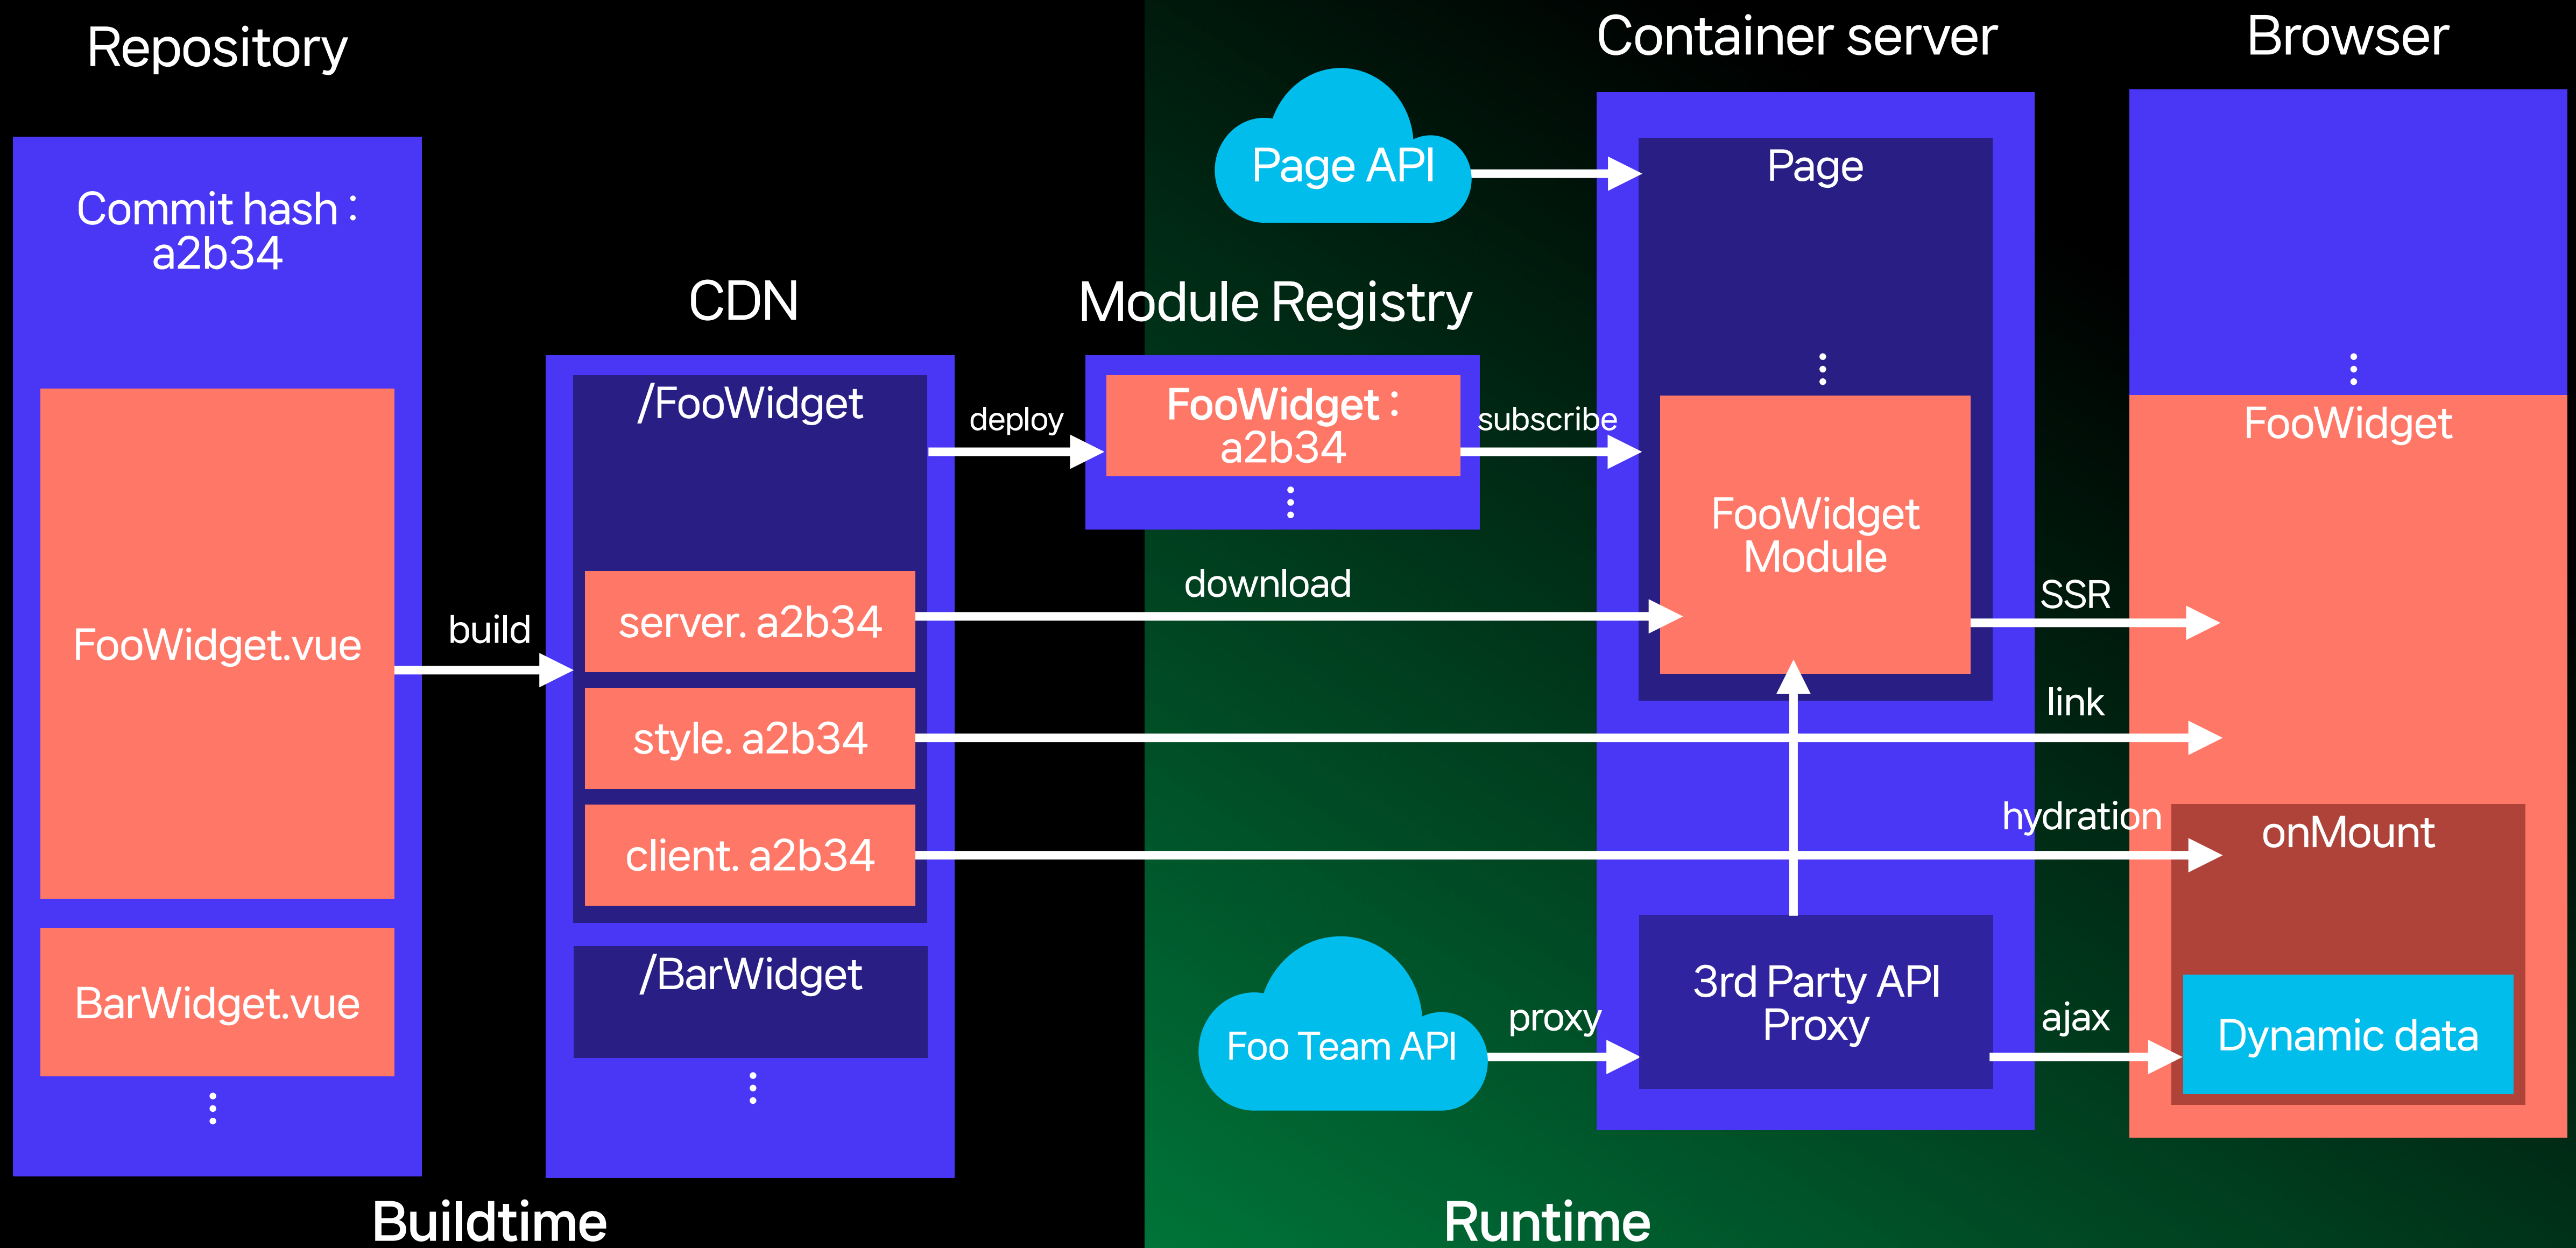 Repository
Commit hash :
a2b34
FooWidget.vue
BarWidget.vue
build
CDN
/FooWidget
server. a2b34
style. a2b34
client. a2b34
/BarWidget
deploy
Module Registry
FooWidget :
a2b34
subscribe
download
Page API
Foo Team API
proxy
Container server
Page
FooWidget
Module
3rd Party API
Proxy
SSR
link
hydration
ajax
Browser
FooWidget
onMount
Dynamic data
Buildtime
Runtime